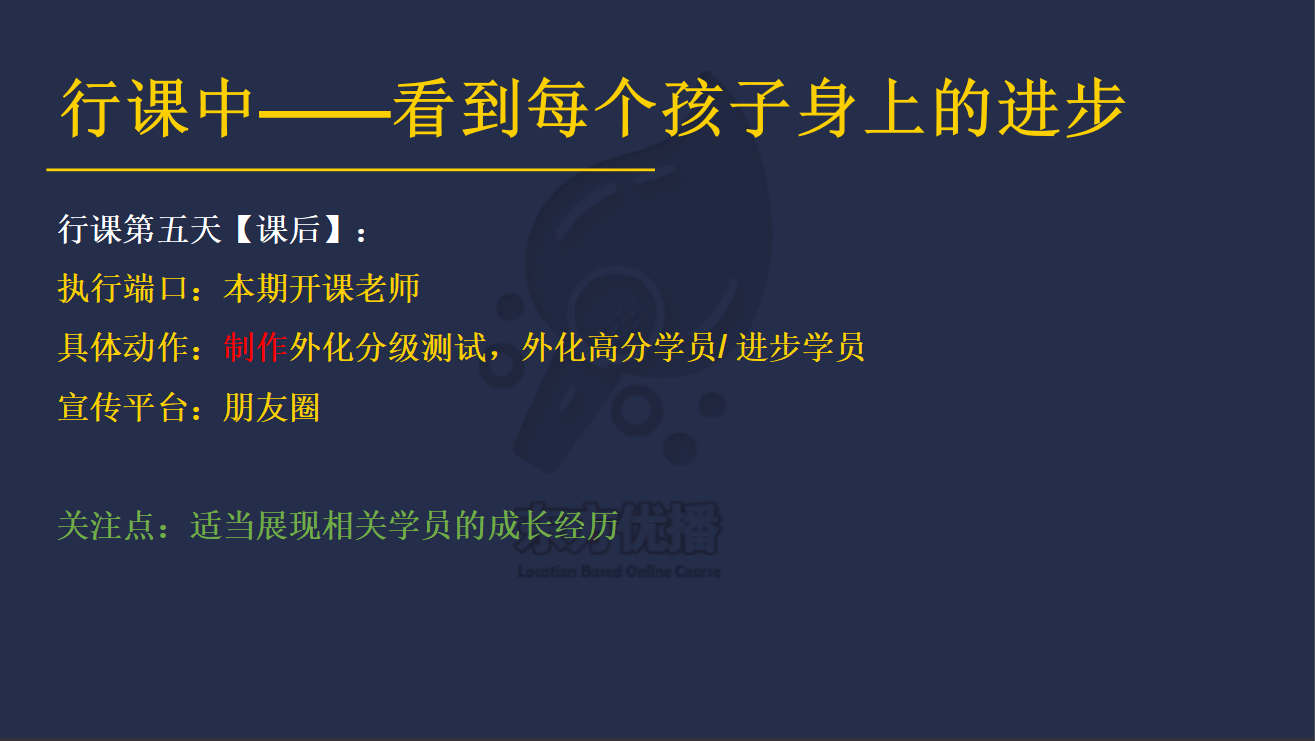 行课中——看到每个孩子身上的进步
行课第五天【课后】：
执行端口：本期开课老师
具体动作：制作外化分级测试，外化高分学员/ 进步学员
宣传平台：朋友圈
关注点：适当展现相关学员的成长经历
东方优播
Location Based Online Course